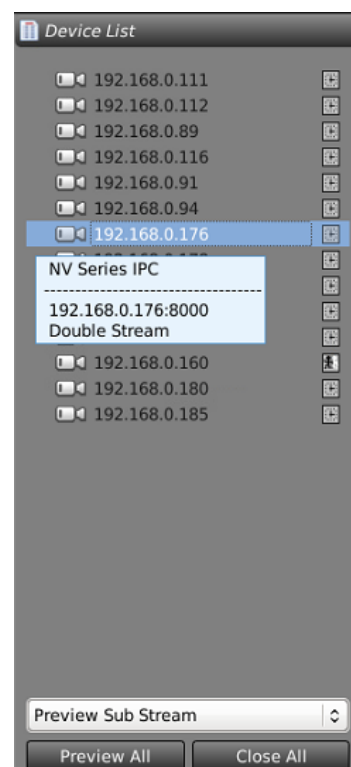 Device List
192.168.0.111
192.168.0.112
192.168.0.89
192.168.0.116
192.168.0.91
192.168.0.94
192.168.0.176
NV Series IPC
------------------------------------
192.168.0.176:8000
Double Stream
192.168.0.160
192.168.0.180
192.168.0.185
Preview Sub Stream
Preview All
Close All